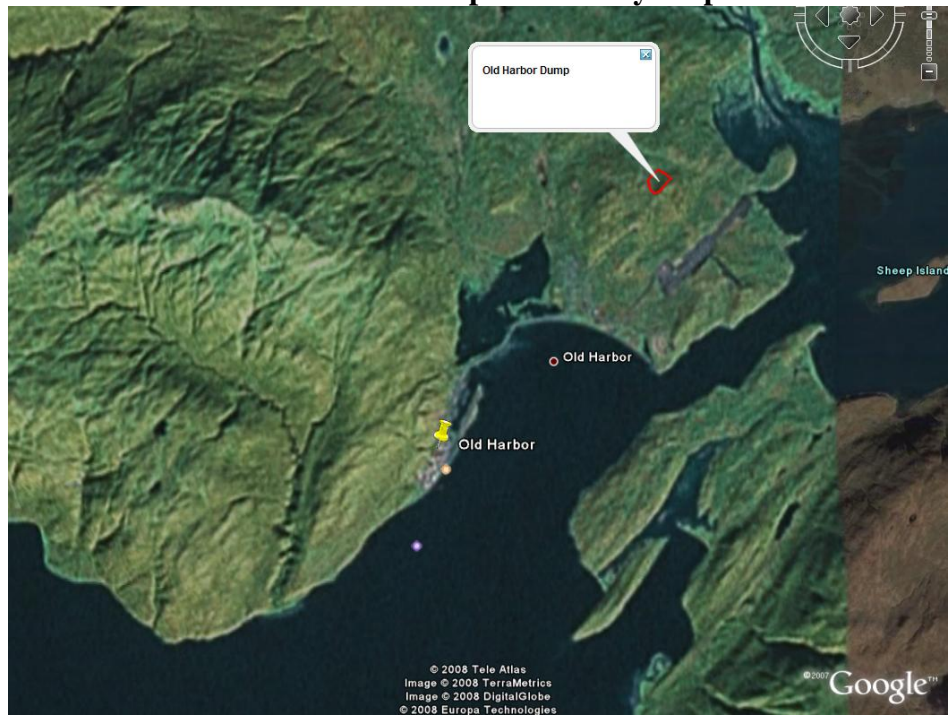 Old Harbor Dump
Sheep Island
Old Harbor
Old Harbor
© 2008 Tele Atlas
Image © 2008 TerraMetrics
Image © 2008 DigitalGlobe
© 2008 Europa Technologies
©2007 Google™